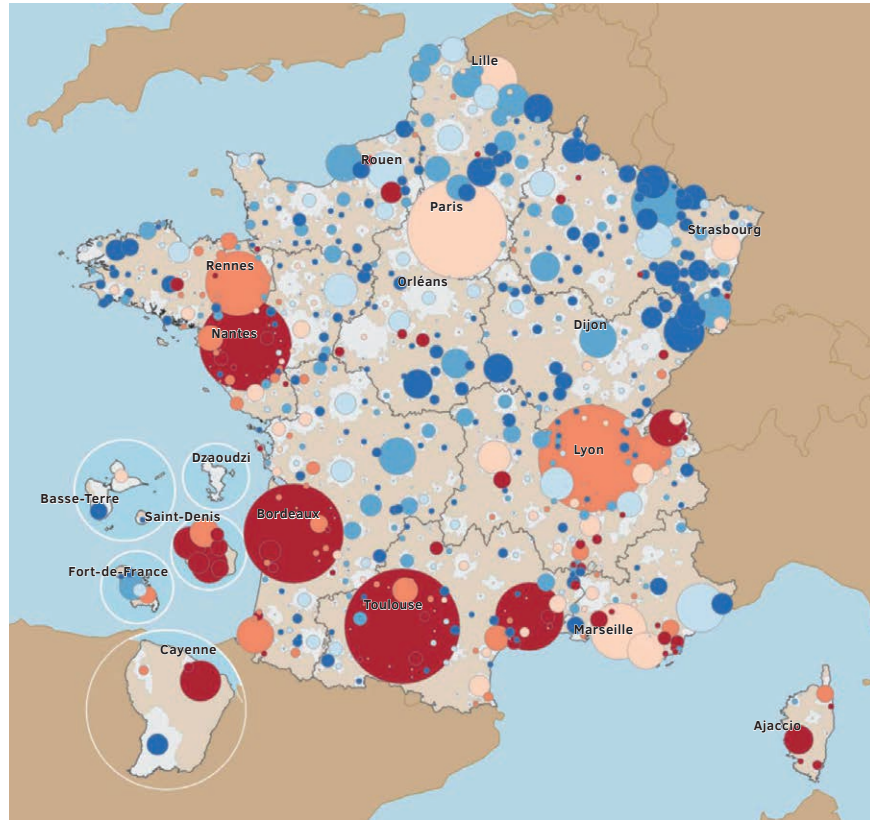 Lille
Rouen
Paris
Strasbourg
Rennes
Orléans
Nantes
Dijon
Lyon
Dzaoudzi
Basse-Terre
Saint-Denis
Bordeaux
Fort-de-France
Toulouse
Marseille
Cayenne
Ajaccio